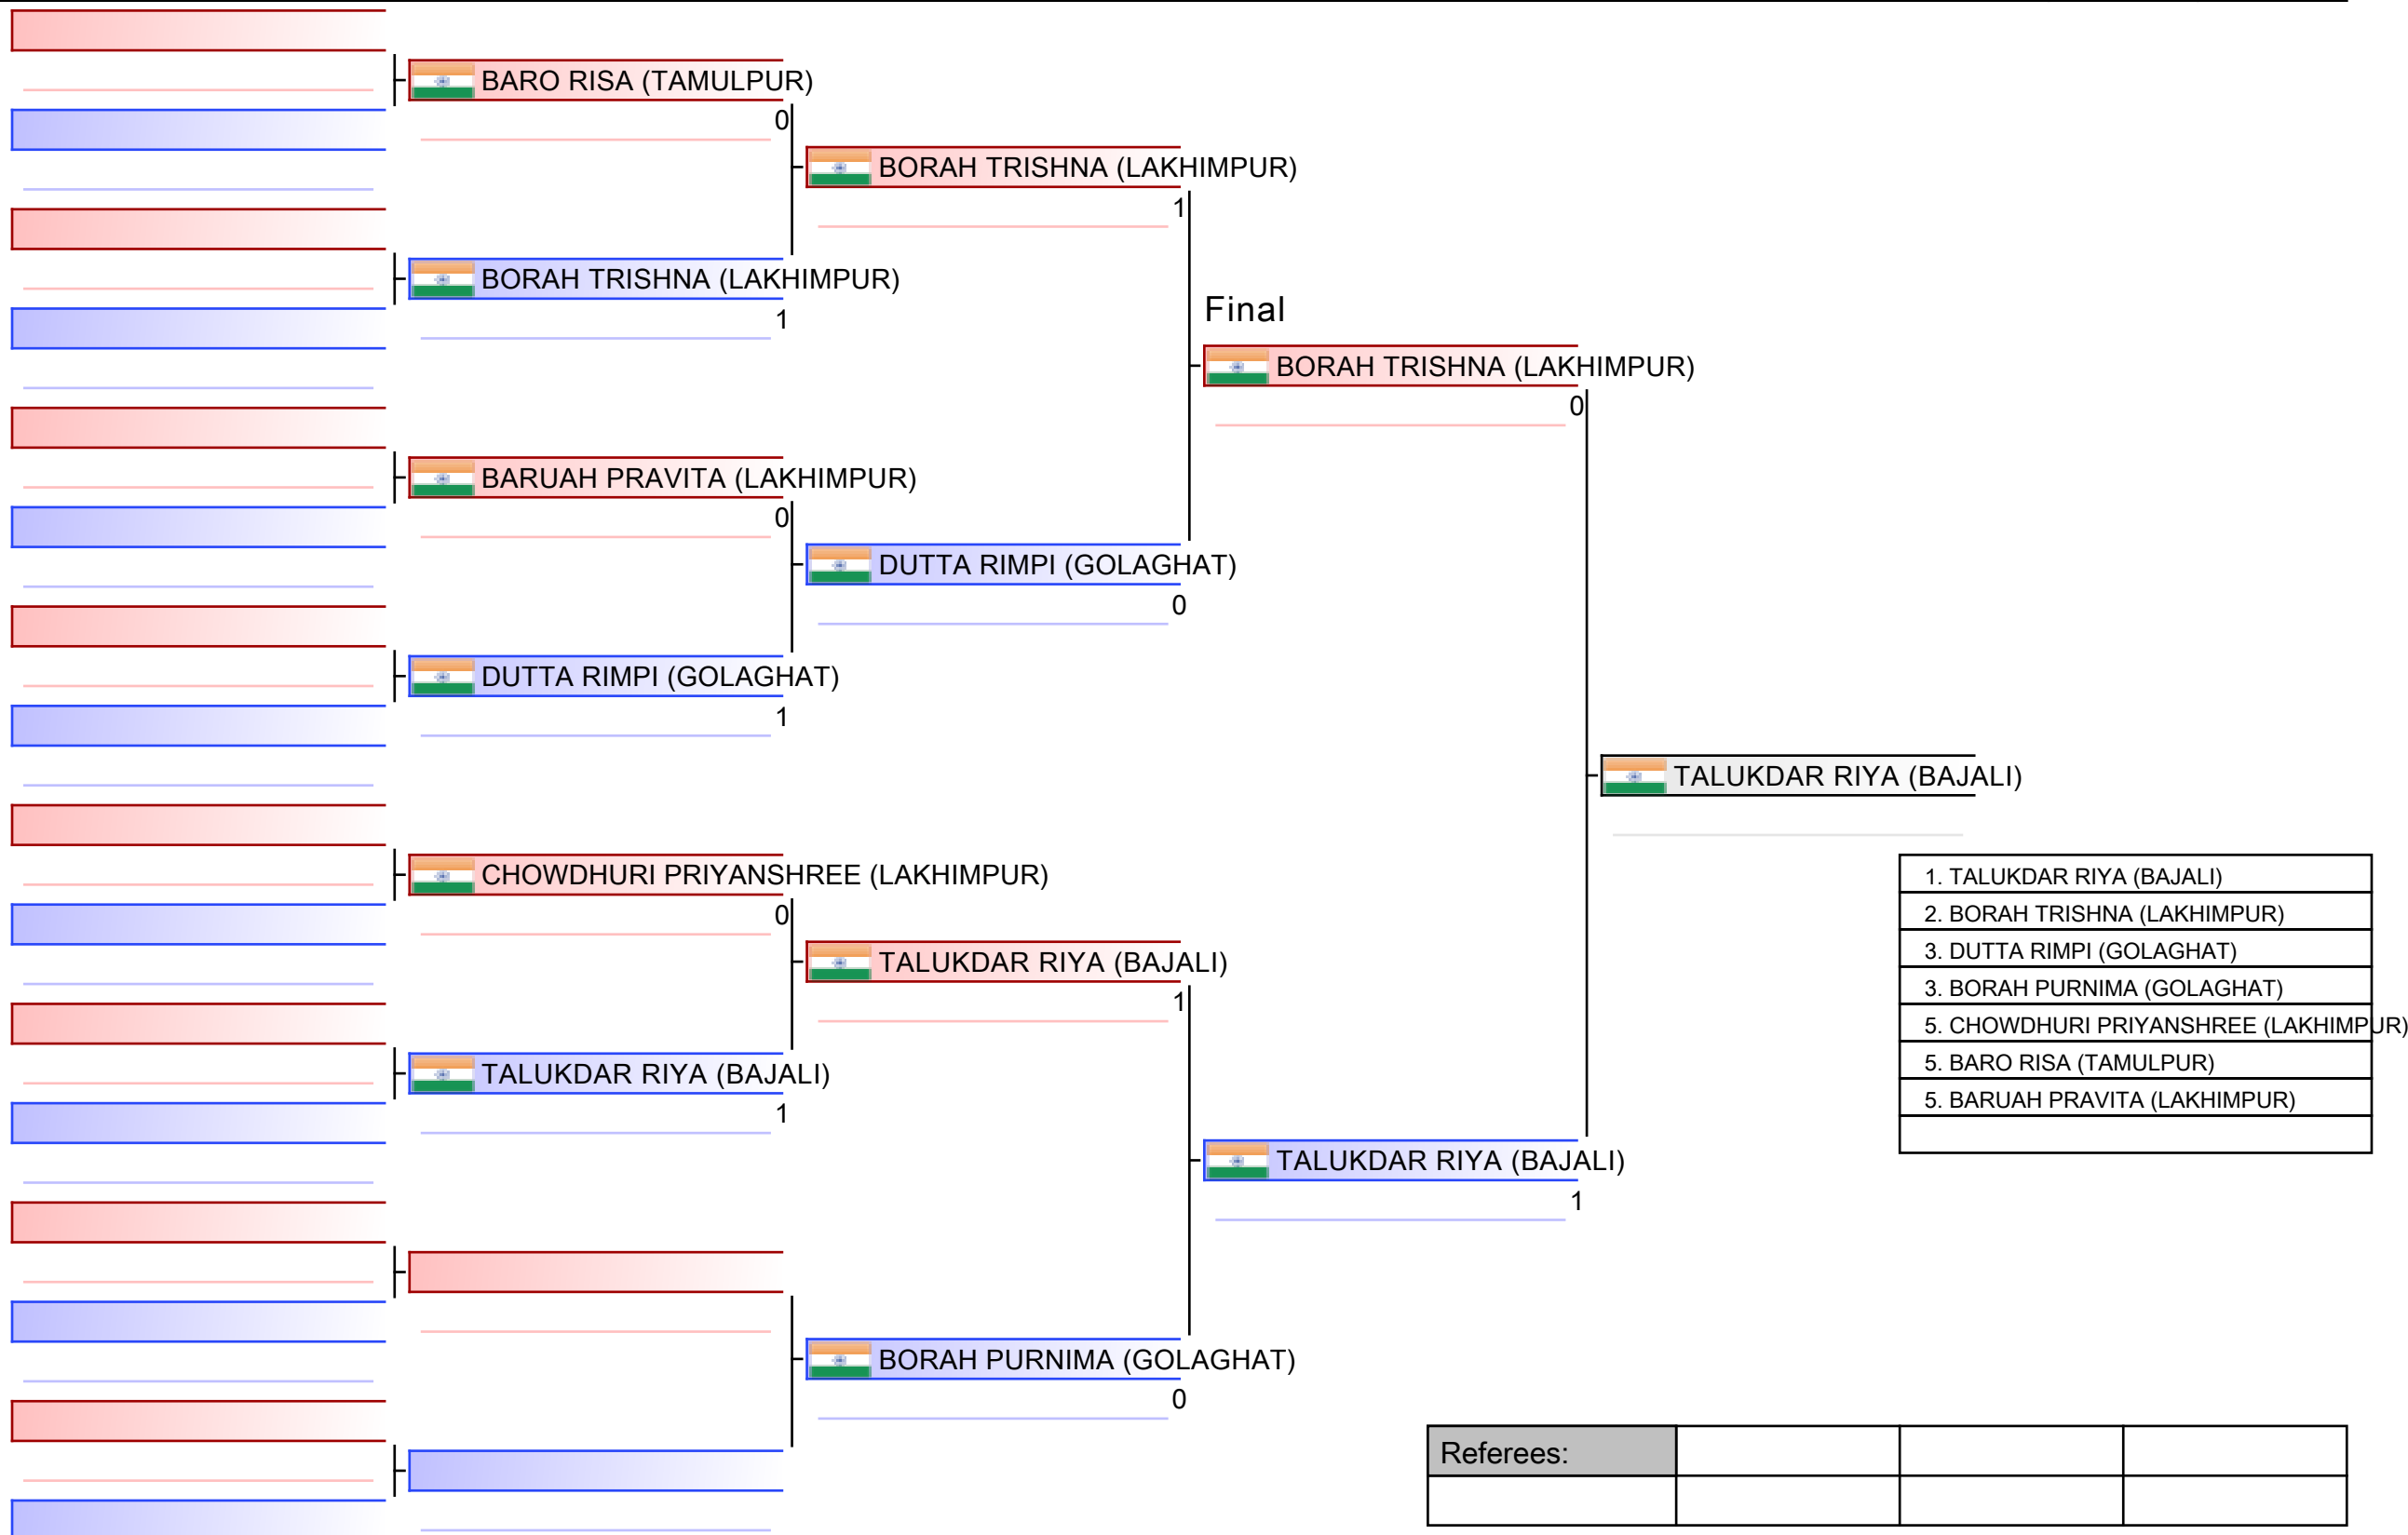 BARO RISA (TAMULPUR)
0
BORAH TRISHNA (LAKHIMPUR)
1
BORAH TRISHNA (LAKHIMPUR)
1
Final
BORAH TRISHNA (LAKHIMPUR)
0
BARUAH PRAVITA (LAKHIMPUR)
0
DUTTA RIMPI (GOLAGHAT)
0
DUTTA RIMPI (GOLAGHAT)
1
TALUKDAR RIYA (BAJALI)
CHOWDHURI PRIYANSHREE (LAKHIMPUR)
0
TALUKDAR RIYA (BAJALI)
1
TALUKDAR RIYA (BAJALI)
1
TALUKDAR RIYA (BAJALI)
1
BORAH PURNIMA (GOLAGHAT)
0
1. TALUKDAR RIYA (BAJALI)
2. BORAH TRISHNA (LAKHIMPUR)
3. DUTTA RIMPI (GOLAGHAT)
3. BORAH PURNIMA (GOLAGHAT)
5. CHOWDHURI PRIYANSHREE (LAKHIMPUR)
5. BARO RISA (TAMULPUR)
5. BARUAH PRAVITA (LAKHIMPUR)
Referees: